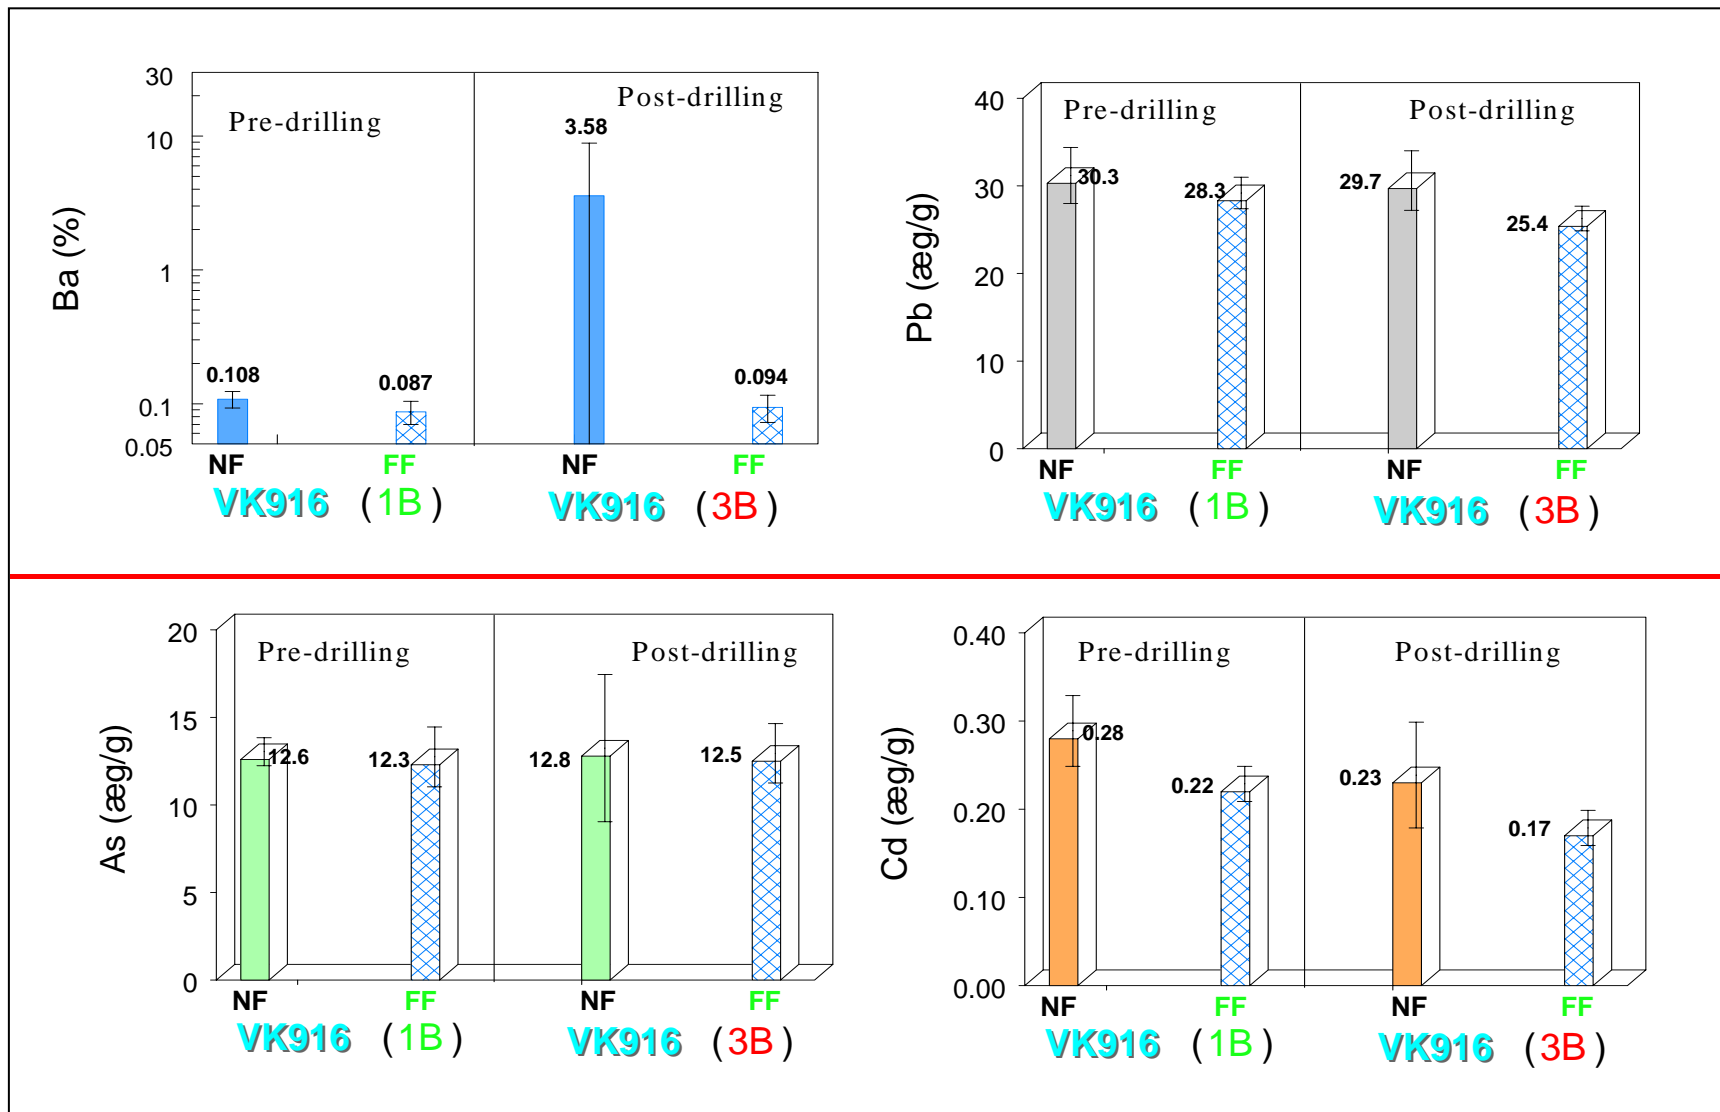 30
10
1
0.1
0.05
Ba (%)
Pre-drilling
Post-drilling
0.108
0.087
3.58
0.094
NF FF NF FF
VK916 (1B) VK916 (3B)
40
30
20
10
0
Pb (æg/g)
Pre-drilling
Post-drilling
30.3
28.3
29.7
25.4
NF FF NF FF
VK916 (1B) VK916 (3B)
20
15
10
5
0
As (æg/g)
Pre-drilling
Post-drilling
12.6
12.3
12.8
12.5
NF FF NF FF
VK916 (1B) VK916 (3B)
0.40
0.30
0.20
0.10
0.00
Cd (æg/g)
Pre-drilling
Post-drilling
0.28
0.22
0.23
0.17
NF FF NF FF
VK916 (1B) VK916 (3B)